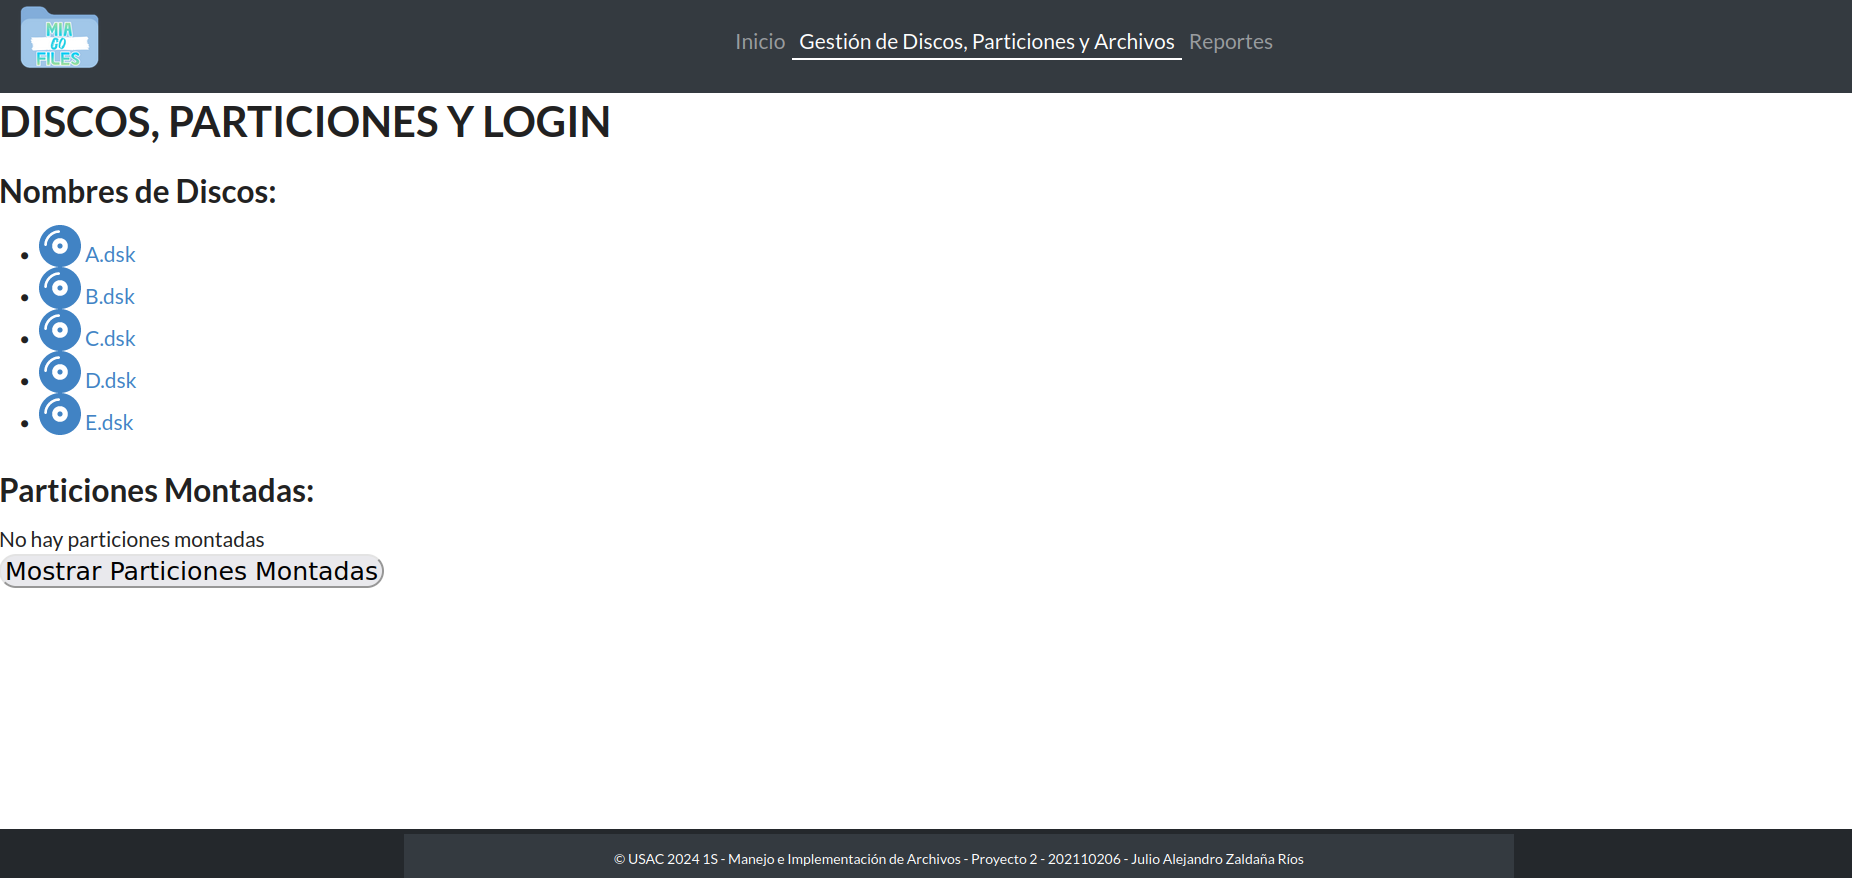 MIA
GO
FILES
Inicio Gestión de Discos, Particiones y Archivos Reportes
DISCOS, PARTICIONES Y LOGIN
Nombres de Discos:
A.dsk
B.dsk
C.dsk
D.dsk
E.dsk
Particiones Montadas:
No hay particiones montadas
Mostrar Particiones Montadas
© USAC 2024 1S - Manejo e Implementación de Archivos - Proyecto 2 - 202110206 - Julio Alejandro Zaldaña Ríos